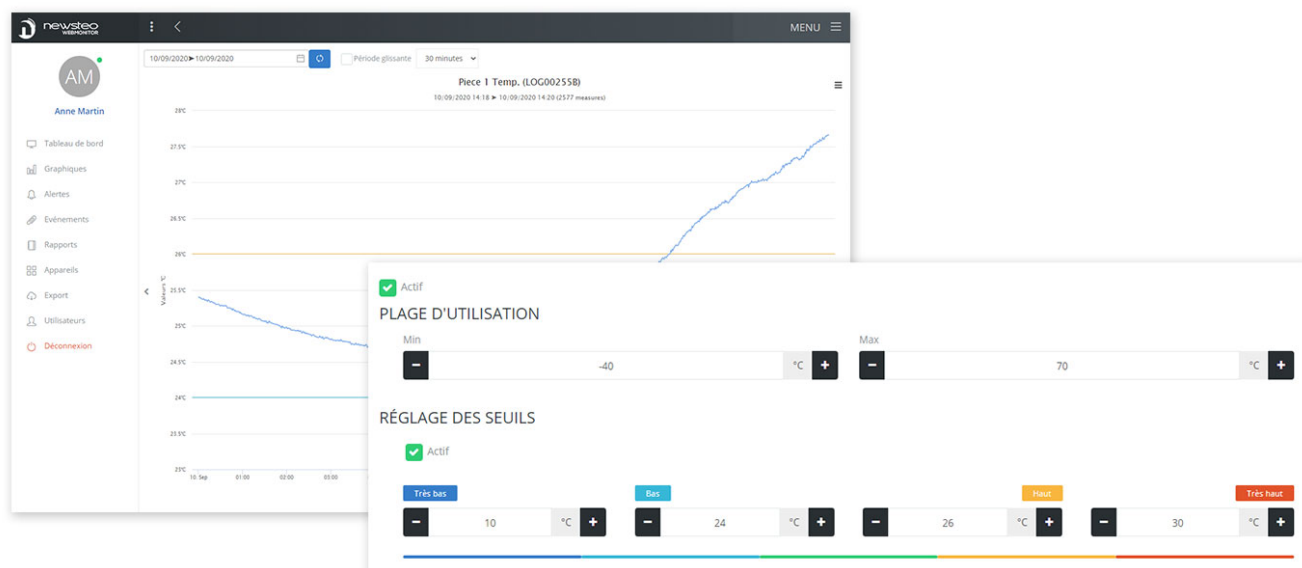 newsteo
WEBMONITOR
MENU
AM
Anne Martin
Tableau de bord
Graphiques
Alertes
Evénements
Rapports
Appareils
Export
Utilisateurs
Déconnexion
10/09/2020►10/09/2020
Période glissante
30 minutes
Piece 1 Temp. (LOG00255B)
10/09/2020 14:18 ► 10/09/2020 14:20 (2577 measures)
28°C
27.5°C
27°C
26.5°C
26°C
25.5°C
25°C
24.5°C
24°C
23.5°C
23°C
Valeurs °C
10. Sep 01:00 02:00 03:00
Actif
PLAGE D'UTILISATION
Min Max
− -40 °C + − 70 °C +
RÉGLAGE DES SEUILS
Actif
Très bas Bas Haut Très haut
− 10 °C + − 24 °C + − 26 °C + − 30 °C +